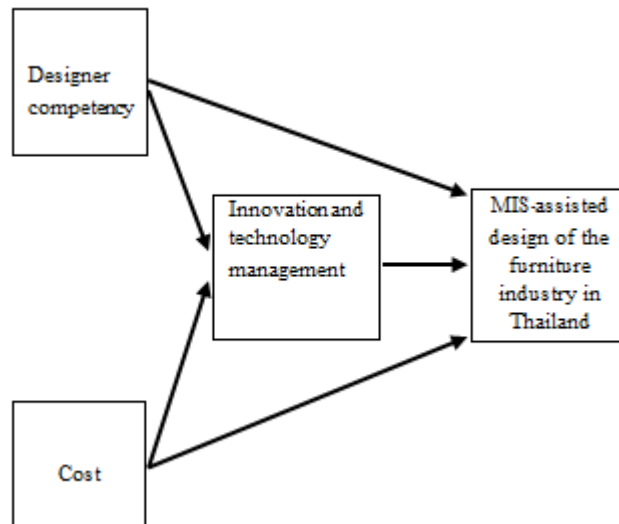 Designer
competency
Innovation and
technology
management
MIS-assisted
design of the
furniture
industry in
Thailand
Cost